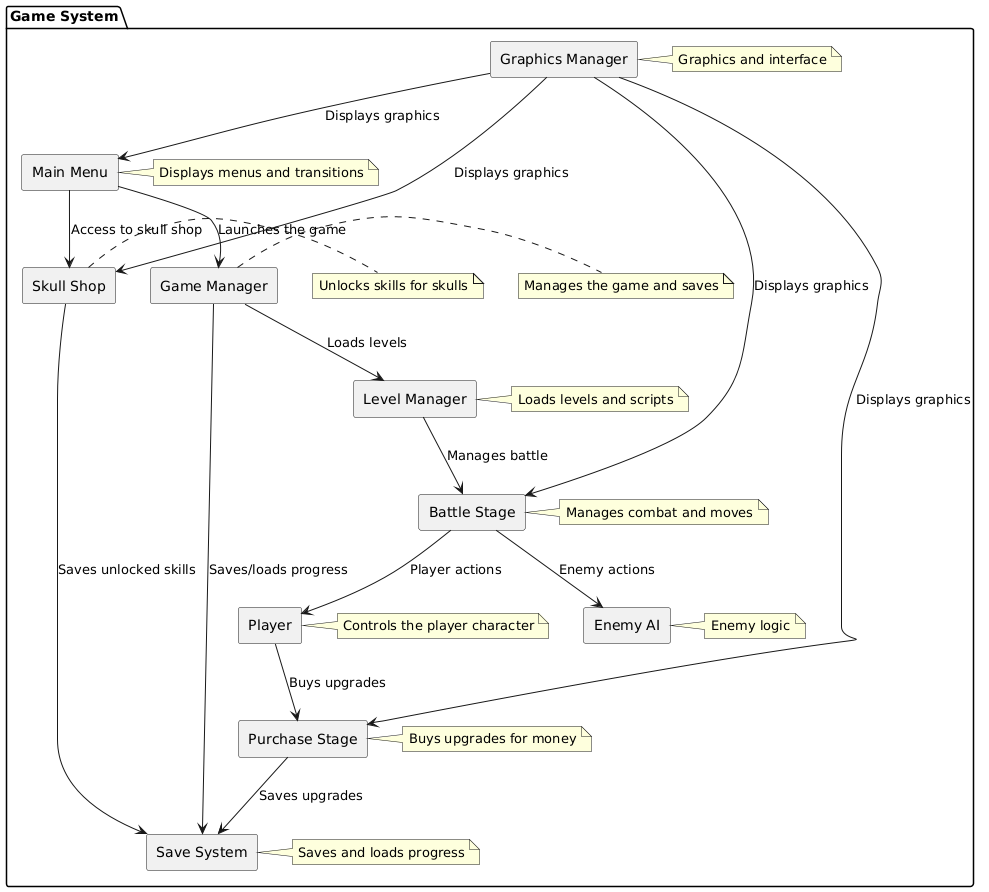 Game System
Graphics Manager
Graphics and interface
Displays graphics
Main Menu
Displays menus and transitions
Displays graphics
Access to skull shop
Launches the game
Skull Shop
Game Manager
Unlocks skills for skulls
Manages the game and saves
Displays graphics
Loads levels
Level Manager
Loads levels and scripts
Displays graphics
Manages battle
Battle Stage
Manages combat and moves
Saves unlocked skills
Saves/loads progress
Player actions
Enemy actions
Player
Controls the player character
Enemy AI
Enemy logic
Buys upgrades
Purchase Stage
Buys upgrades for money
Saves upgrades
Save System
Saves and loads progress